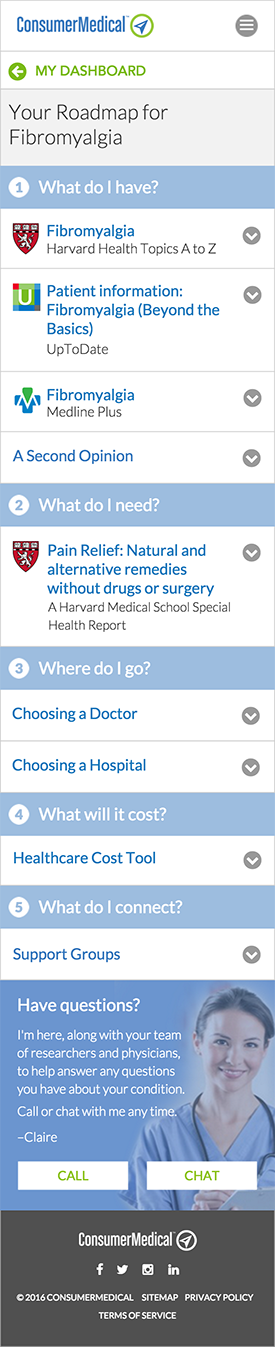 ConsumerMedical™
MY DASHBOARD
Your Roadmap for
Fibromyalgia
1 What do I have?
Fibromyalgia
Harvard Health Topics A to Z
U
Patient information:
Fibromyalgia (Beyond the
Basics)
UpToDate
Fibromyalgia
Medline Plus
A Second Opinion
2 What do I need?
Pain Relief: Natural and
alternative remedies
without drugs or surgery
A Harvard Medical School Special
Health Report
3 Where do I go?
Choosing a Doctor
Choosing a Hospital
4 What will it cost?
Healthcare Cost Tool
5 What do I connect?
Support Groups
Have questions?
I'm here, along with your team
of researchers and physicians,
to help answer any questions
you have about your condition.
Call or chat with me any time.
–Claire
CALL CHAT
ConsumerMedical™
© 2016 CONSUMERMEDICAL SITEMAP PRIVACY POLICY
TERMS OF SERVICE